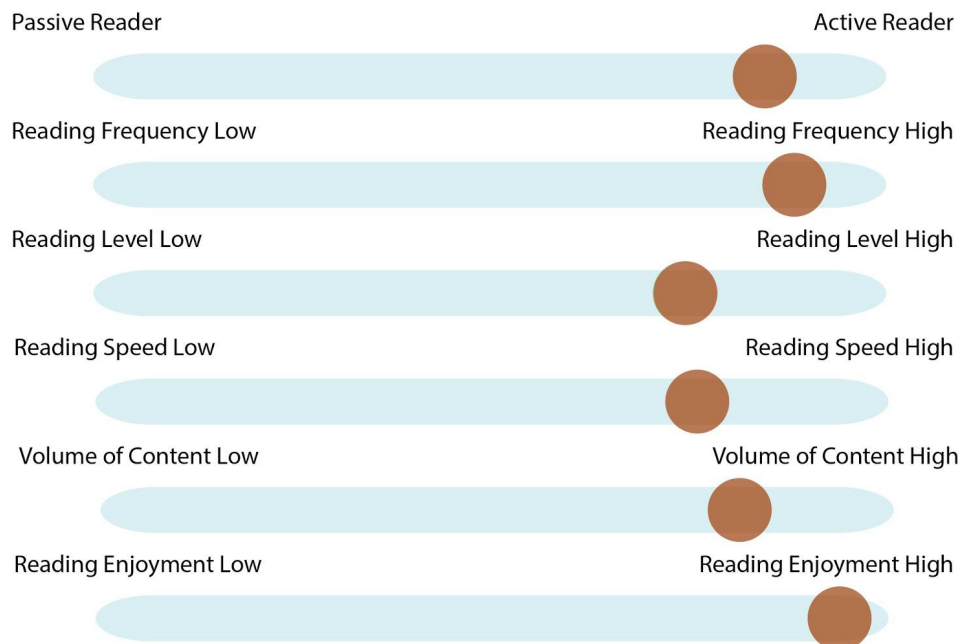 Passive Reader Active Reader
Reading Frequency Low Reading Frequency High
Reading Level Low Reading Level High
Reading Speed Low Reading Speed High
Volume of Content Low Volume of Content High
Reading Enjoyment Low Reading Enjoyment High